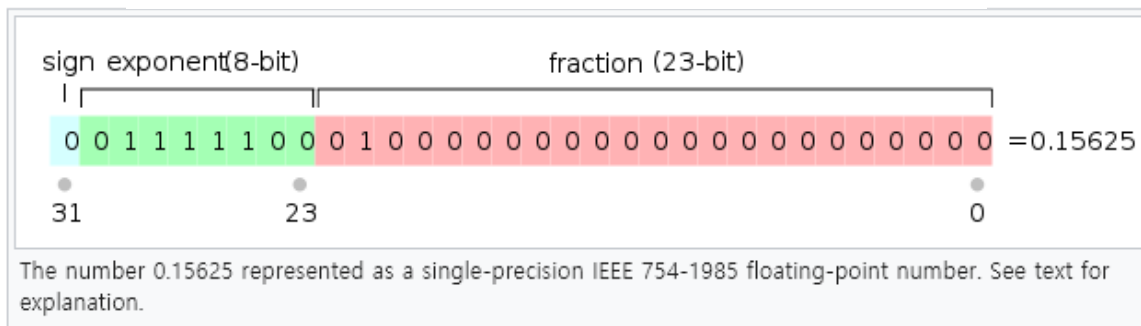 sign exponent(8-bit) fraction (23-bit)
0 0 1 1 1 1 1 0 0 0 1 0 0 0 0 0 0 0 0 0 0 0 0 0 0 0 0 0 0 0 0 0 =0.15625
31 23 0
The number 0.15625 represented as a single-precision IEEE 754-1985 floating-point number. See text for
explanation.